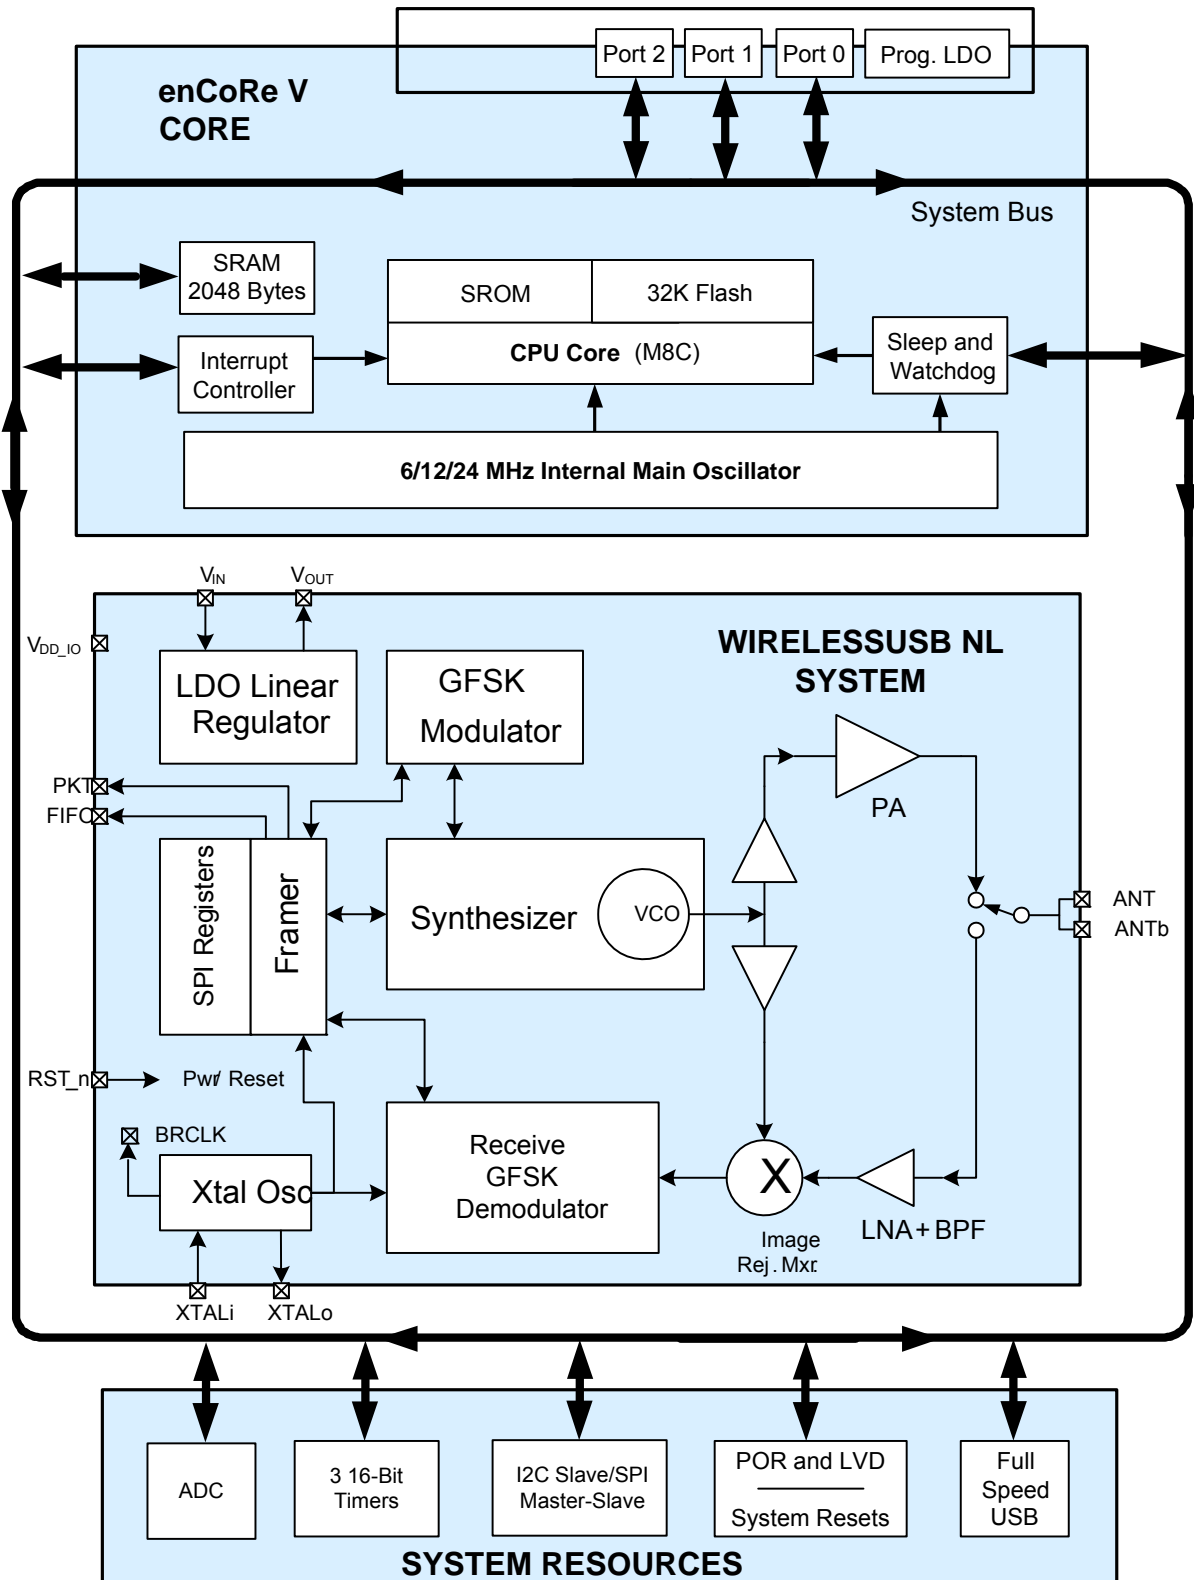 Port 2
Port 1
Port 0
Prog. LDO
enCoRe V
CORE
System Bus
SRAM
2048 Bytes
SROM
32K Flash
CPU Core (M8C)
Interrupt
Controller
Sleep and
Watchdog
6/12/24 MHz Internal Main Oscillator
VIN
VOUT
VDD_IO
WIRELESSUSB NL
SYSTEM
LDO Linear
Regulator
GFSK
Modulator
PKT
FIFO
PA
SPI Registers
Framer
Synthesizer
VCO
ANT
ANTb
RST_n
Pwr/ Reset
BRCLK
Xtal Osc
Receive
GFSK
Demodulator
X
LNA + BPF
Image
Rej. Mxr.
XTALi
XTALo
ADC
3 16-Bit
Timers
I2C Slave/SPI
Master-Slave
POR and LVD
System Resets
Full
Speed
USB
SYSTEM RESOURCES